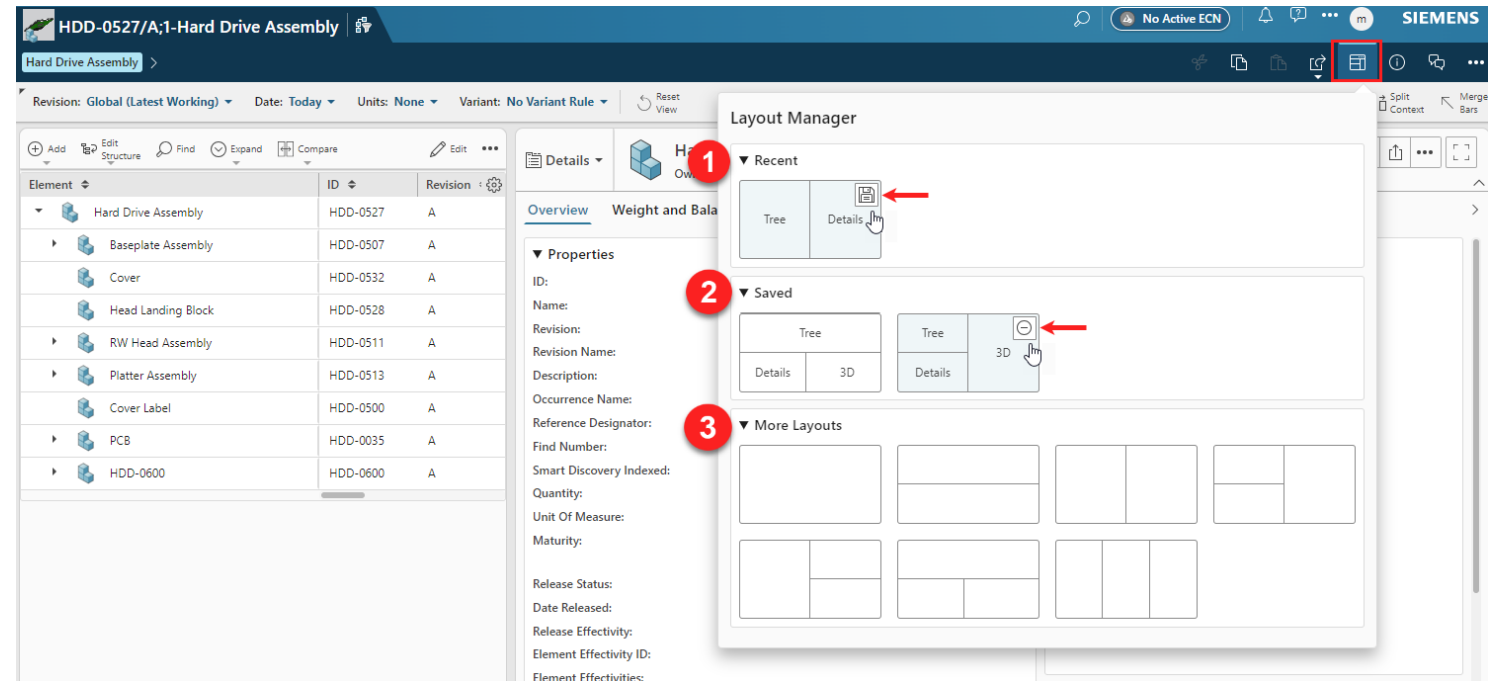 HDD-0527/A;1-Hard Drive Assembly
No Active ECN
m
SIEMENS
Hard Drive Assembly
Revision: Global (Latest Working) Date: Today Units: None Variant: No Variant Rule
Reset
View
Split
Context
Merge
Bars
Add
Edit
Structure
Find
Expand
Compare
Edit
Element ID Revision
Hard Drive Assembly HDD-0527 A
Baseplate Assembly HDD-0507 A
Cover HDD-0532 A
Head Landing Block HDD-0528 A
RW Head Assembly HDD-0511 A
Platter Assembly HDD-0513 A
Cover Label HDD-0500 A
PCB HDD-0035 A
HDD-0600 HDD-0600 A
Details
Overview Weight and Bala
Properties
ID:
Name:
Revision:
Revision Name:
Description:
Occurrence Name:
Reference Designator:
Find Number:
Smart Discovery Indexed:
Quantity:
Unit Of Measure:
Maturity:
Release Status:
Date Released:
Release Effectivity:
Element Effectivity ID:
Element Effectivities:
Layout Manager
1
Recent
Tree Details
2
Saved
Tree
Details 3D
Tree
Details
3D
3
More Layouts